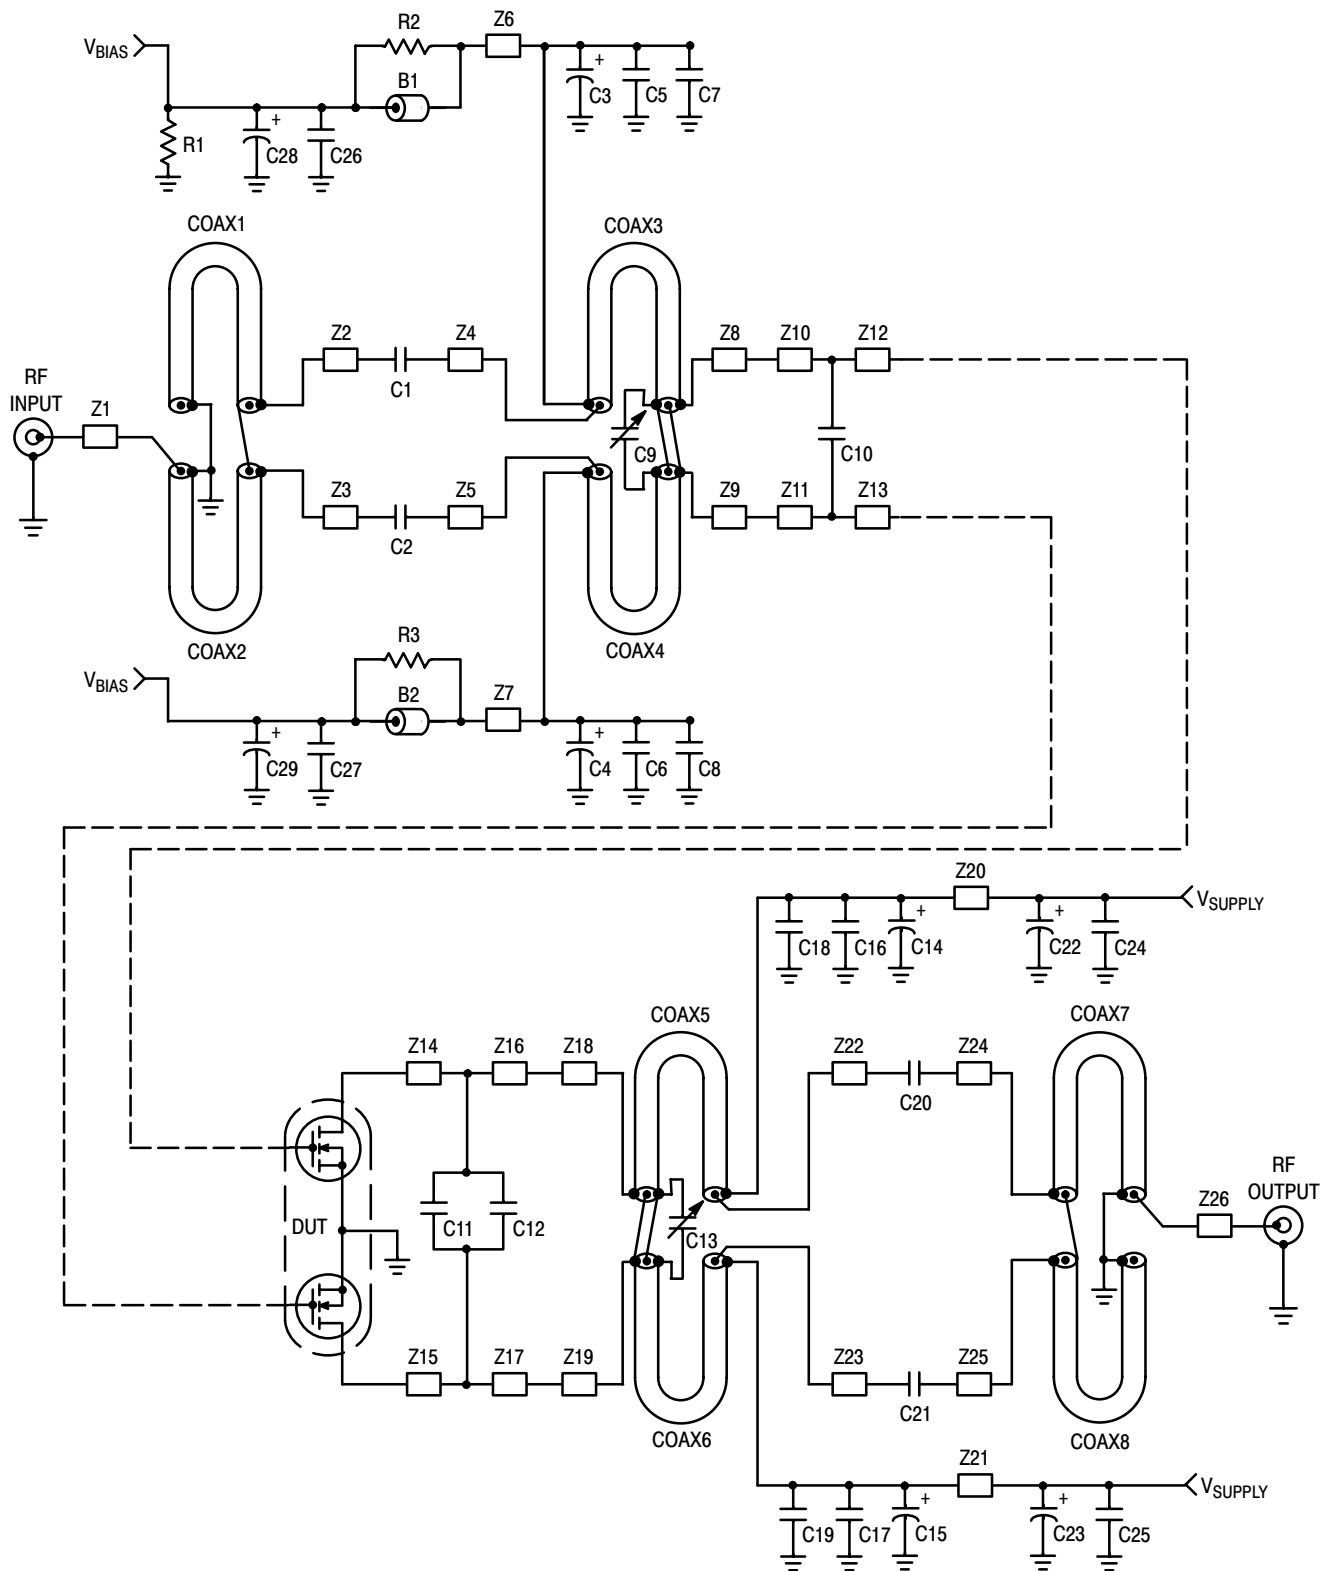 R2
Z6
VBIAS
B1
C3
C5
C7
R1
C28
C26
COAX1
COAX3
Z2
Z4
Z8
Z10
Z12
RF
INPUT
Z1
C1
C9
C10
Z3
Z5
Z9
Z11
Z13
C2
COAX2
R3
COAX4
VBIAS
B2
Z7
C29
C27
C4
C6
C8
Z20
VSUPPLY
C18
C16
C14
C22
C24
COAX5
COAX7
Z14
Z16
Z18
Z22
Z24
C20
RF
OUTPUT
Z26
DUT
C11
C12
C13
Z15
Z17
Z19
Z23
Z25
C21
COAX6
COAX8
Z21
VSUPPLY
C19
C17
C15
C23
C25